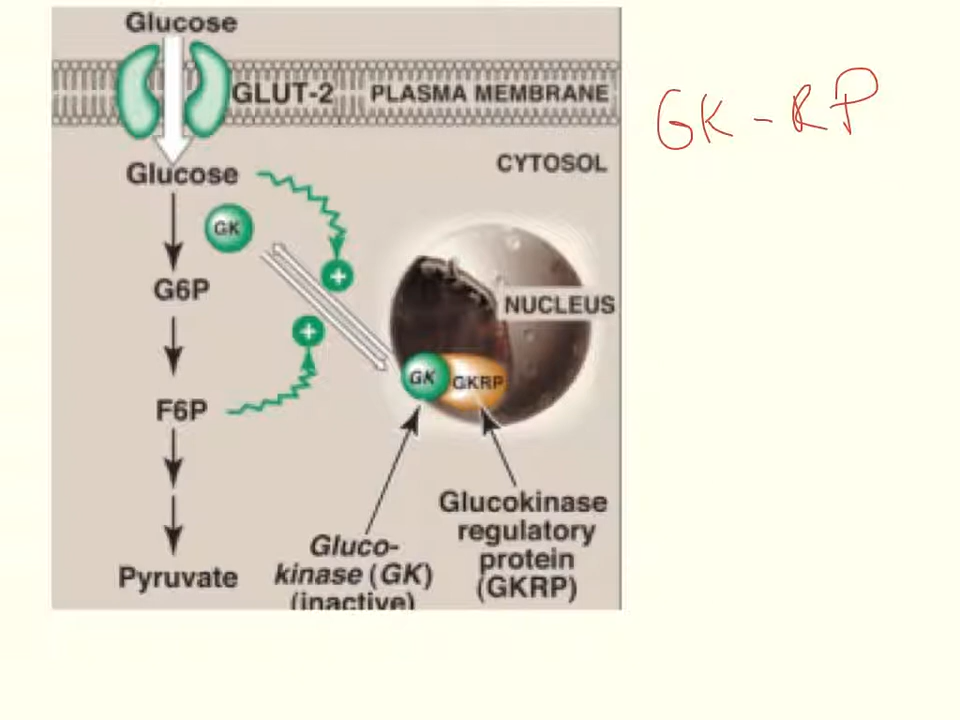 Glucose
GLUT-2
PLASMA MEMBRANE
GK-RP
CYTOSOL
Glucose
GK
+
G6P
NUCLEUS
+
GK
GKRP
F6P
Glucokinase
regulatory
protein
(GKRP)
Gluco-
kinase (GK)
(inactive)
Pyruvate